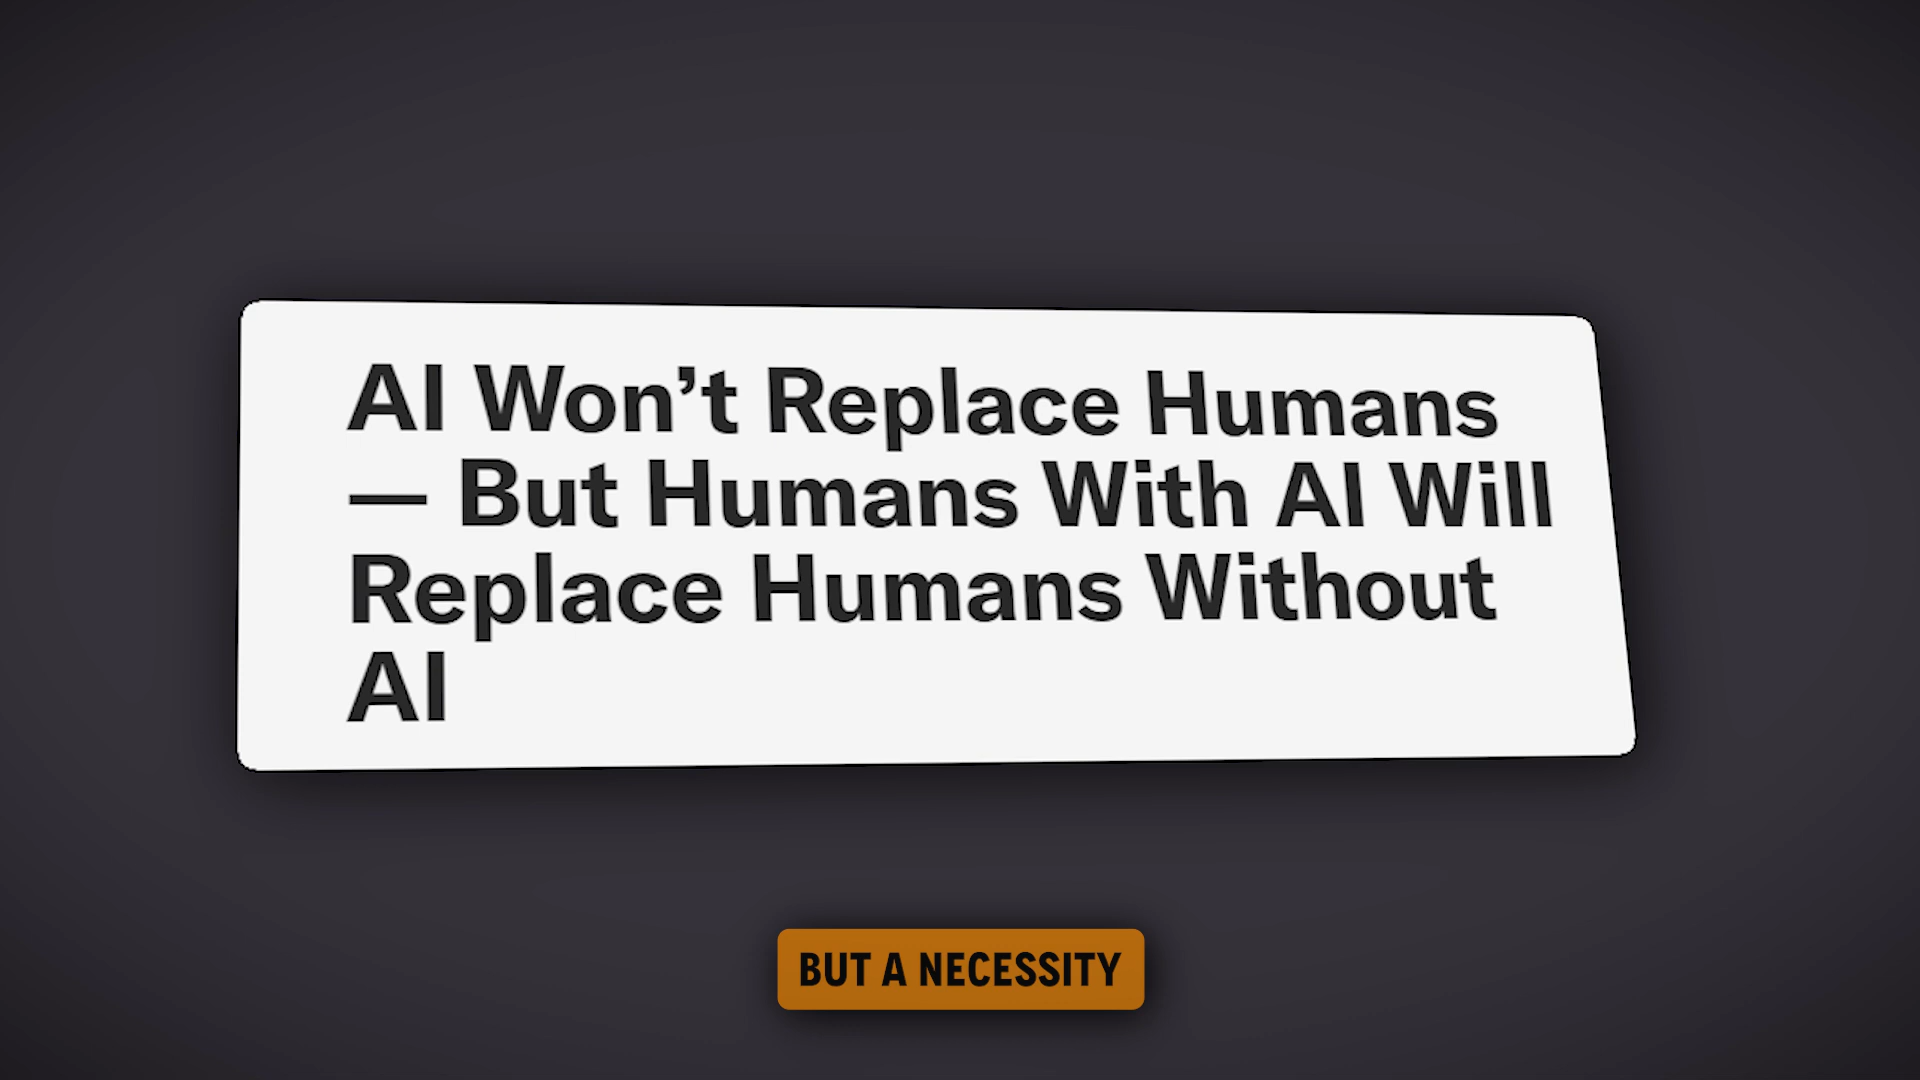 AI Won’t Replace Humans
— But Humans With AI Will
Replace Humans Without
AI
BUT A NECESSITY